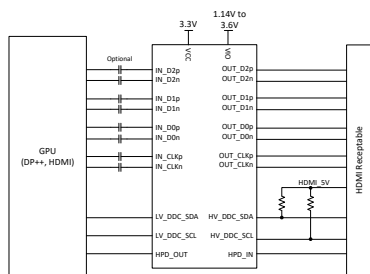 3.3V
1.14V to
3.6V
VCC
VIO
Optional
IN_D2p
IN_D2n
IN_D1p
IN_D1n
IN_D0p
IN_D0n
IN_CLKp
IN_CLKn
LV_DDC_SDA
LV_DDC_SCL
HPD_OUT
OUT_D2p
OUT_D2n
OUT_D1p
OUT_D1n
OUT_D0p
OUT_D0n
OUT_CLKp
OUT_CLKn
HDMI_5V
HV_DDC_SDA
HV_DDC_SCL
HPD_IN
GPU
(DP++, HDMI)
HDMI Receptable